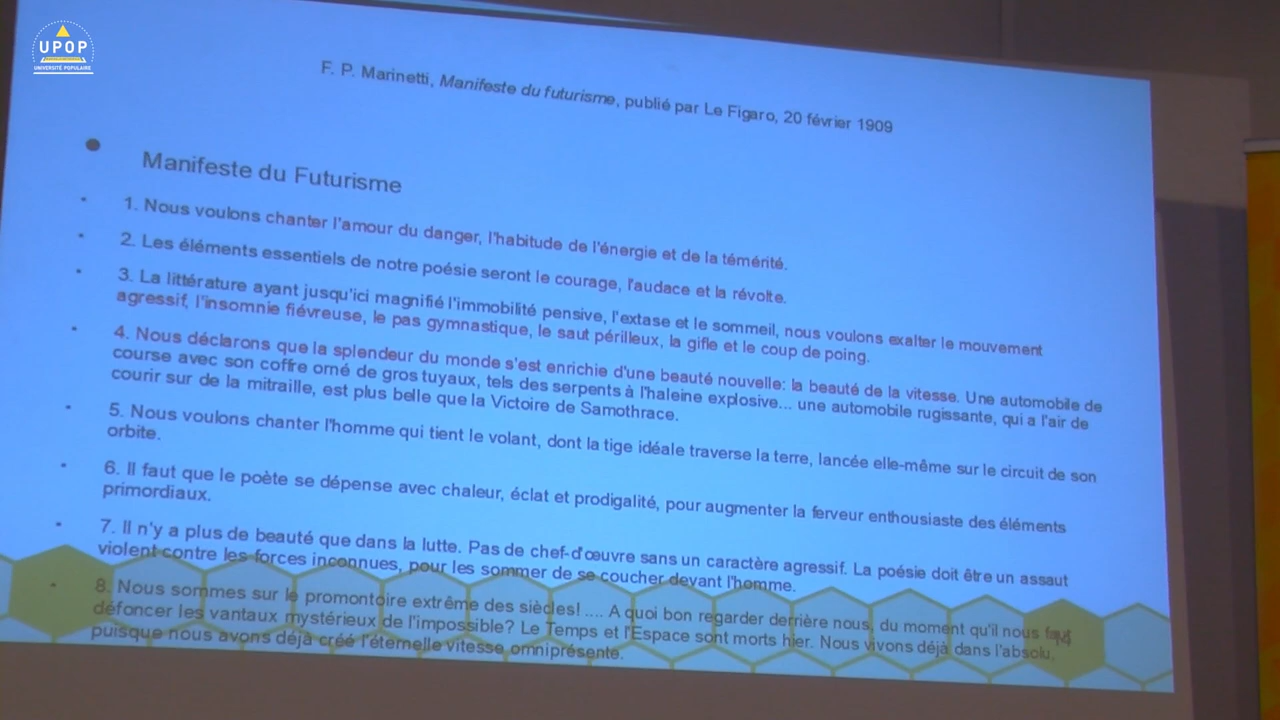 UPOP
UNIVERSITÉ POPULAIRE
F. P. Marinetti, Manifeste du futurisme, publié par Le Figaro, 20 février 1909
Manifeste du Futurisme
1. Nous voulons chanter l'amour du danger, l'habitude de l'énergie et de la témérité.
2. Les éléments essentiels de notre poésie seront le courage, l'audace et la révolte.
3. La littérature ayant jusqu'ici magnifié l'immobilité pensive, l'extase et le sommeil, nous voulons exalter le mouvement
agressif, l'insomnie fiévreuse, le pas gymnastique, le saut périlleux, la gifle et le coup de poing.
4. Nous déclarons que la splendeur du monde s'est enrichie d'une beauté nouvelle: la beauté de la vitesse. Une automobile de
course avec son coffre orné de gros tuyaux, tels des serpents à l'haleine explosive... une automobile rugissante, qui a l'air de
courir sur de la mitraille, est plus belle que la Victoire de Samothrace.
5. Nous voulons chanter l'homme qui tient le volant, dont la tige idéale traverse la terre, lancée elle-même sur le circuit de son
orbite.
6. Il faut que le poète se dépense avec chaleur, éclat et prodigalité, pour augmenter la ferveur enthousiaste des éléments
primordiaux.
7. Il n'y a plus de beauté que dans la lutte. Pas de chef-d'œuvre sans un caractère agressif. La poésie doit être un assaut
violent contre les forces inconnues, pour les sommer de se coucher devant l'homme.
8. Nous sommes sur le promontoire extrême des siècles! .... A quoi bon regarder derrière nous, du moment qu'il nous faut
défoncer les vantaux mystérieux de l'impossible? Le Temps et l'Espace sont morts hier. Nous vivons déjà dans l'absolu,
puisque nous avons déjà créé l'éternelle vitesse omniprésente.